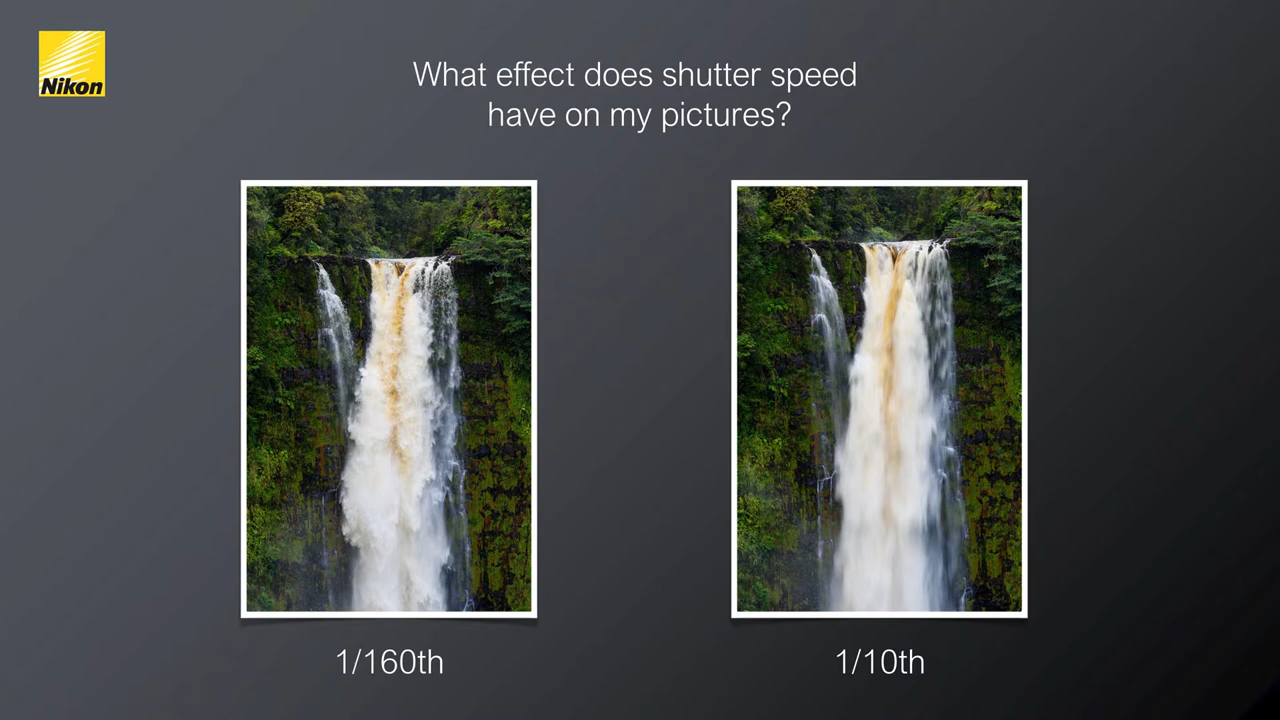 Nikon
What effect does shutter speed
have on my pictures?
1/160th
1/10th